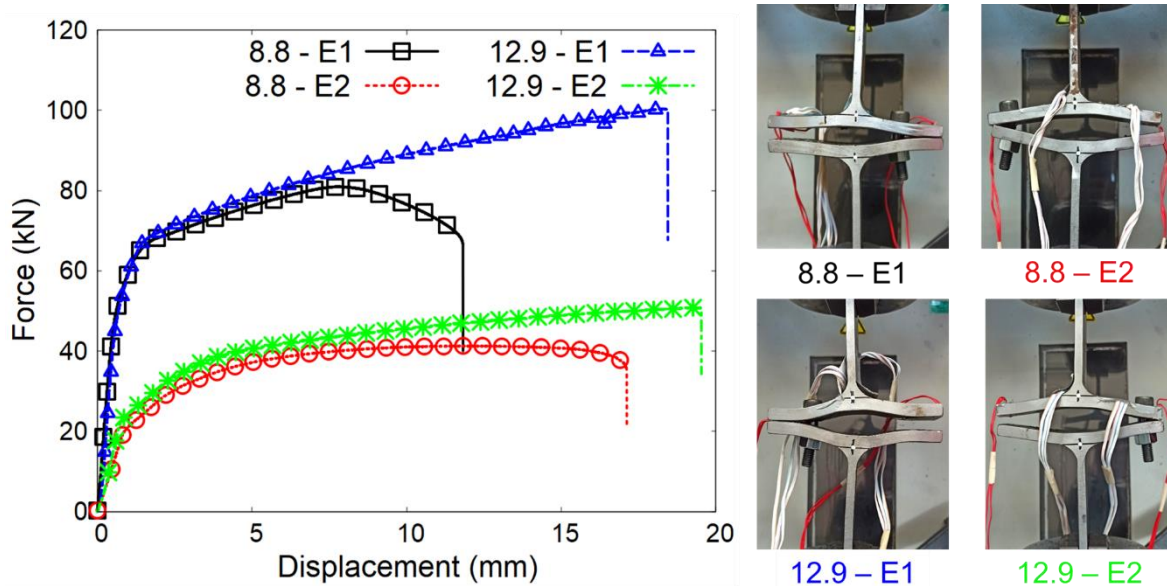 120
100
80
60
40
20
0
0
5
10
15
20
Force (kN)
Displacement (mm)
8.8 - E1
12.9 - E1
8.8 - E2
12.9 - E2
8.8 – E1
8.8 – E2
12.9 – E1
12.9 – E2